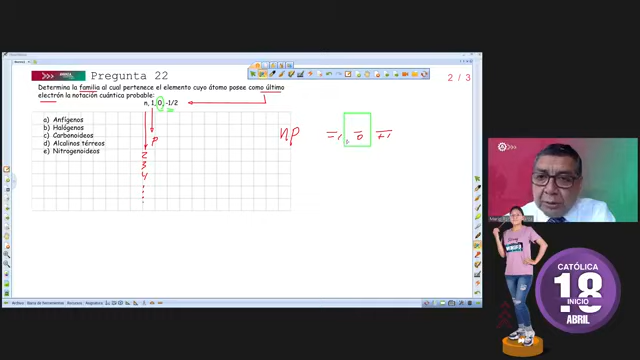 Pregunta 22
2 / 3
Determina la familia al cual pertenece el elemento cuyo átomo posee como último
electrón la notación cuántico probable:
n, 1, 0, -1/2
a) Anfígenos
b) Halógenos
c) Carbonoideos
d) Alcalinos térreos
e) Nitrogenoideos
p
2
3
4
np
-1 0 +1
CATÓLICA
18
INICIO
ABRIL